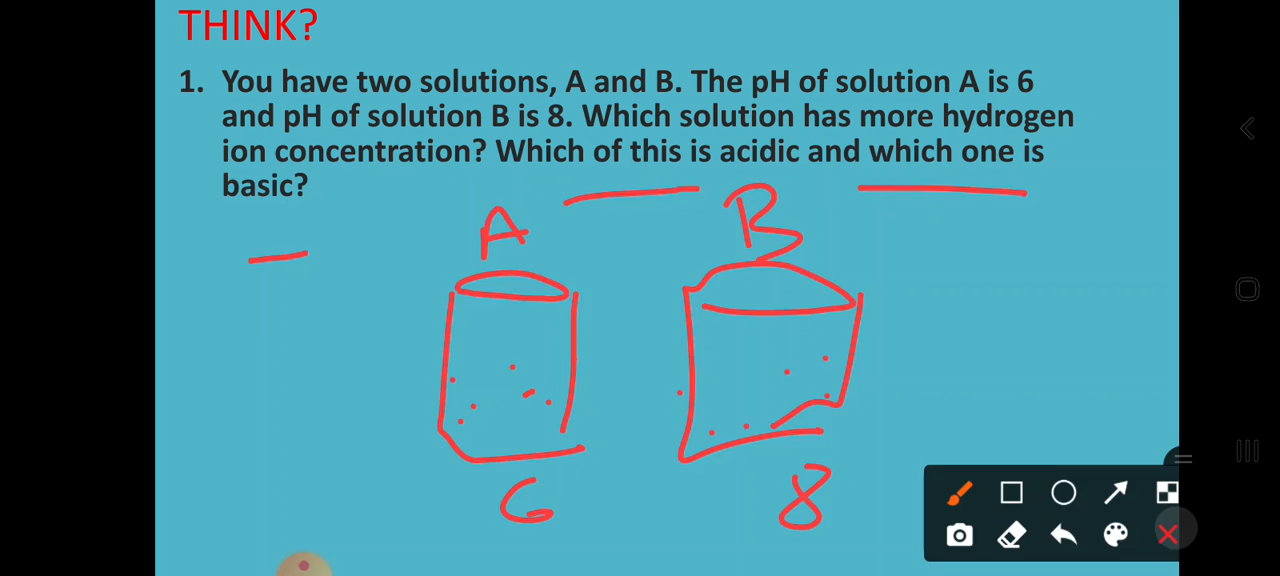 THINK?
1. You have two solutions, A and B. The pH of solution A is 6
and pH of solution B is 8. Which solution has more hydrogen
ion concentration? Which of this is acidic and which one is
basic?
A B
6 8